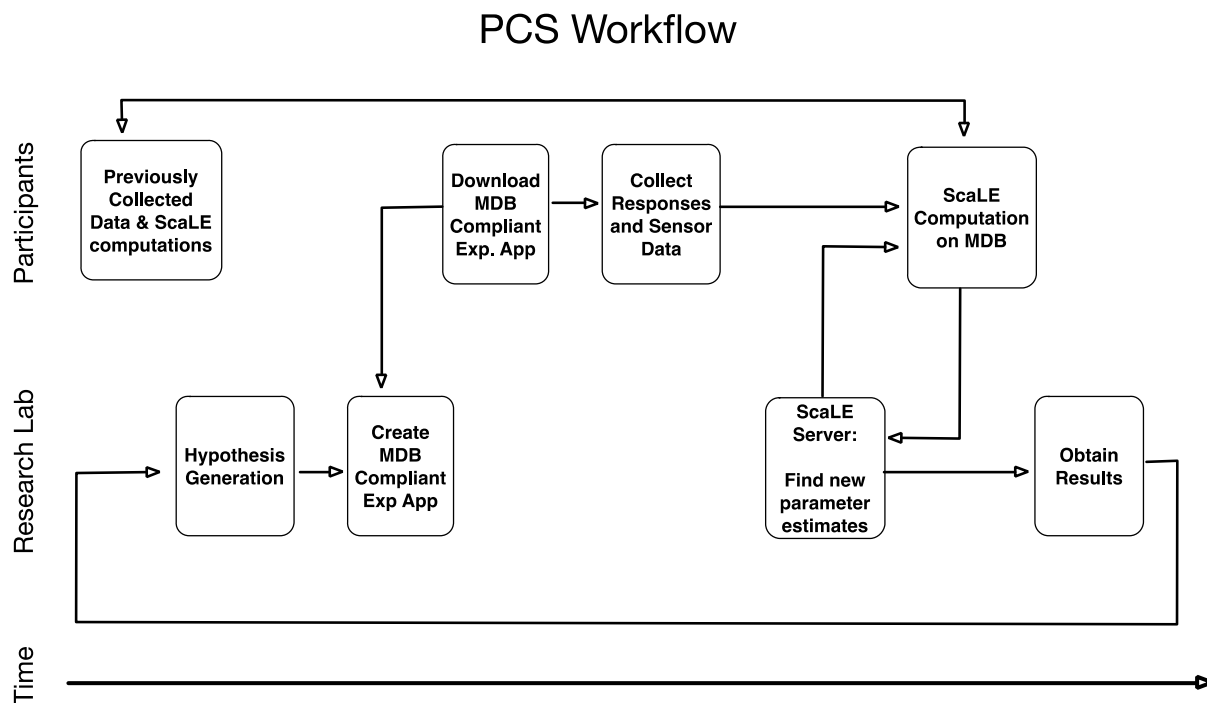 PCS Workflow
Participants
Previously
Collected
Data & ScaLE
computations
Download
MDB
Compliant
Exp. App
Collect
Responses
and Sensor
Data
ScaLE
Computation
on MDB
Research Lab
Hypothesis
Generation
Create
MDB
Compliant
Exp App
ScaLE
Server:
Find new
parameter
estimates
Obtain
Results
Time